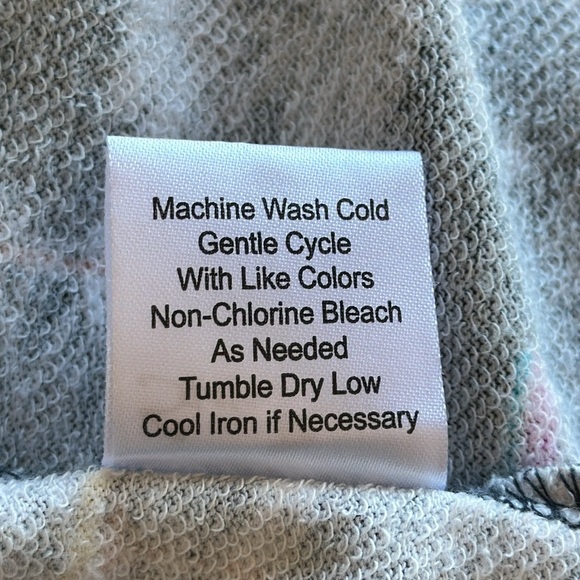 Machine Wash Cold
Gentle Cycle
With Like Colors
Non-Chlorine Bleach
As Needed
Tumble Dry Low
Cool Iron if Necessary